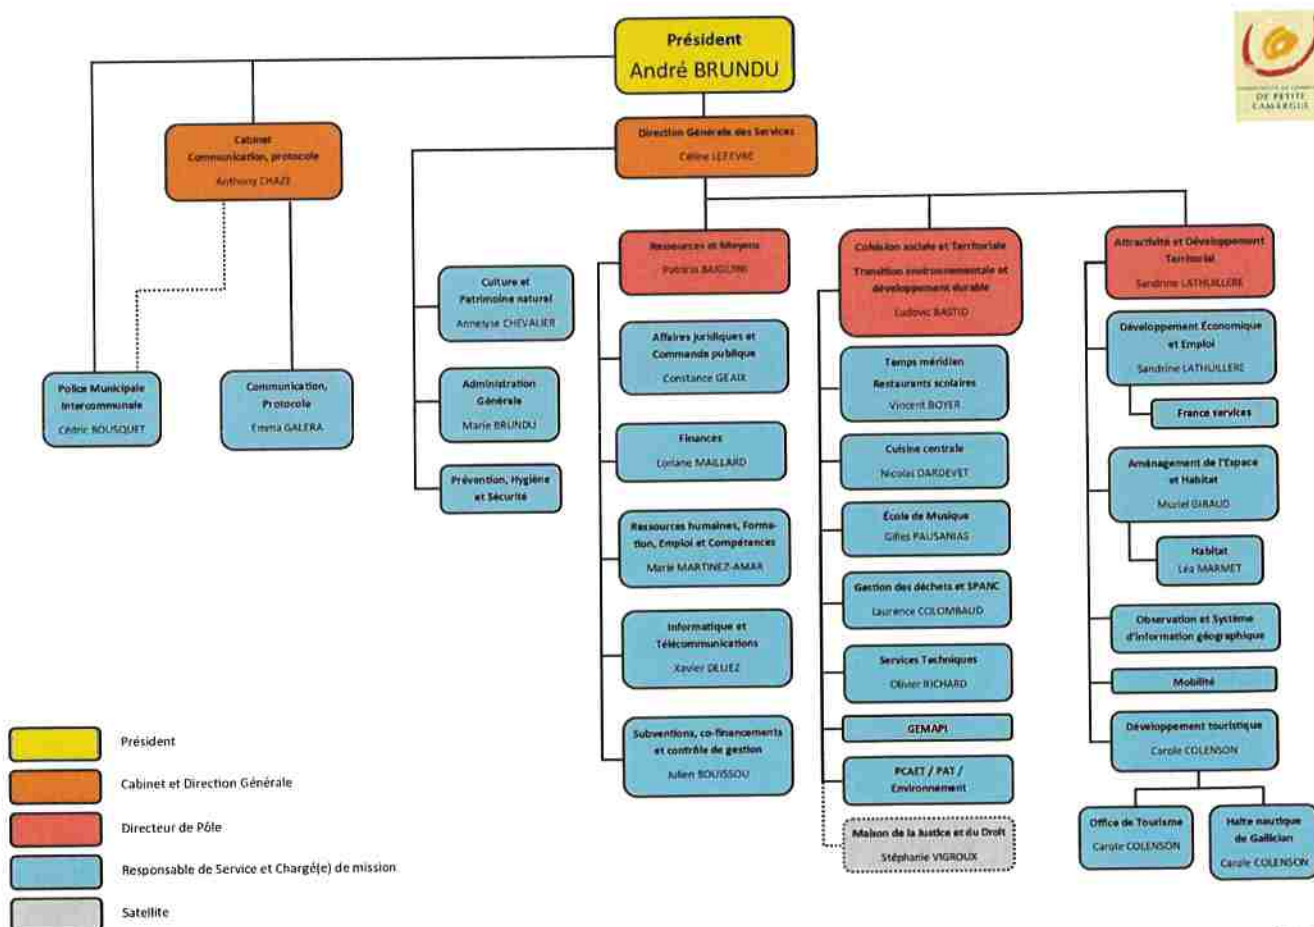 Président
André BRUNDU
DE PETITE
CAMARGUE
Cabinet
Communication, protocole
Anthony CHAZE
Direction Générale des Services
Céline LEFEVRE
Police Municipale
Intercommunale
Cédric BOUSQUET
Communication,
Protocole
Emma GALERA
Culture et
Patrimoine naturel
Annelyse CHEVALIER
Administration
Générale
Marie BRUNDU
Prévention, Hygiène
et Sécurité
Ressources et Moyens
Patricia
Affaires juridiques et
Commande publique
Constance GEAIX
Finances
Loriane MAILLARD
Ressources humaines, Forma-
tion, Emploi et Compétences
Marie MARTINEZ-AMAR
Informatique et
Télécommunications
Xavier DELIEZ
Subventions, co-financements
et contrôle de gestion
Julien BOUISSOU
Cohésion sociale et Territoriale
Transition environnementale et
développement durable
Ludovic BASTID
Temps méridien
Restaurants scolaires
Vincent BOYER
Cuisine centrale
Nicolas DARDEVET
École de Musique
Gilles PAUSANIAS
Gestion des déchets et SPANC
Laurence COLOMBAUD
Services Techniques
Olivier RICHARD
GEMAPI
PCAET / PAT /
Environnement
Maison de la Justice et du Droit
Stéphanie VIGROUX
Attractivité et Développement
Territorial
Sandrine LATHUILLERE
Développement Économique
et Emploi
Sandrine LATHUILLERE
France services
Aménagement de l'Espace
et Habitat
Muriel GIRAUD
Habitat
Léa MARMET
Observation et Système
d'information géographique
Mobilité
Développement touristique
Carole COLENSON
Office de Tourisme
Carole COLENSON
Halte nautique
de Gallician
Carole COLENSON
Président
Cabinet et Direction Générale
Directeur de Pôle
Responsable de Service et Chargé(e) de mission
Satellite